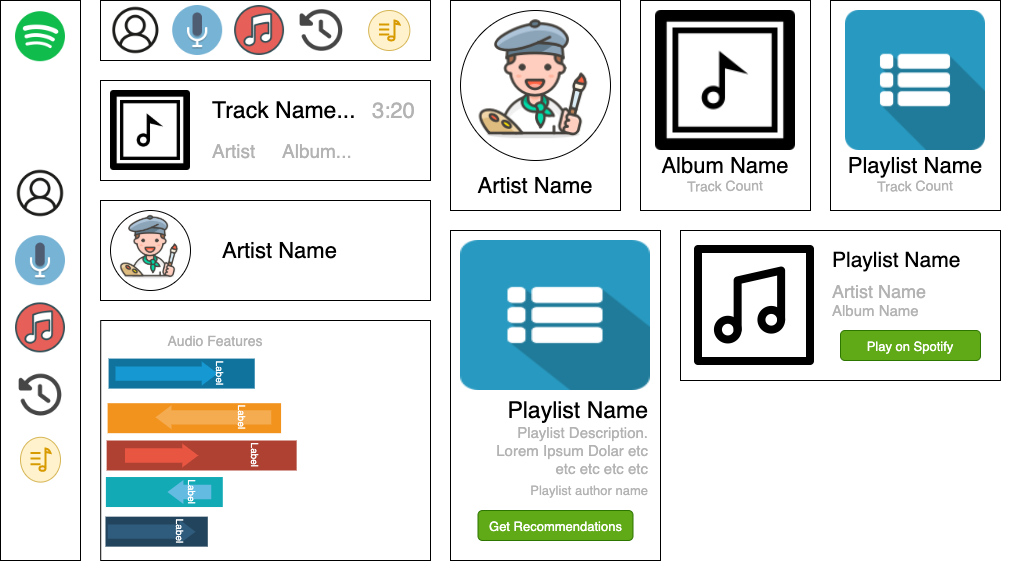 Track Name... 3:20
Artist Album...
Artist Name
Audio Features
Label
Label
Label
Label
Label
Artist Name
Album Name
Track Count
Playlist Name
Track Count
Playlist Name
Playlist Description.
Lorem Ipsum Dolar etc
etc etc etc etc
Playlist author name
Get Recommendations
Playlist Name
Artist Name
Album Name
Play on Spotify